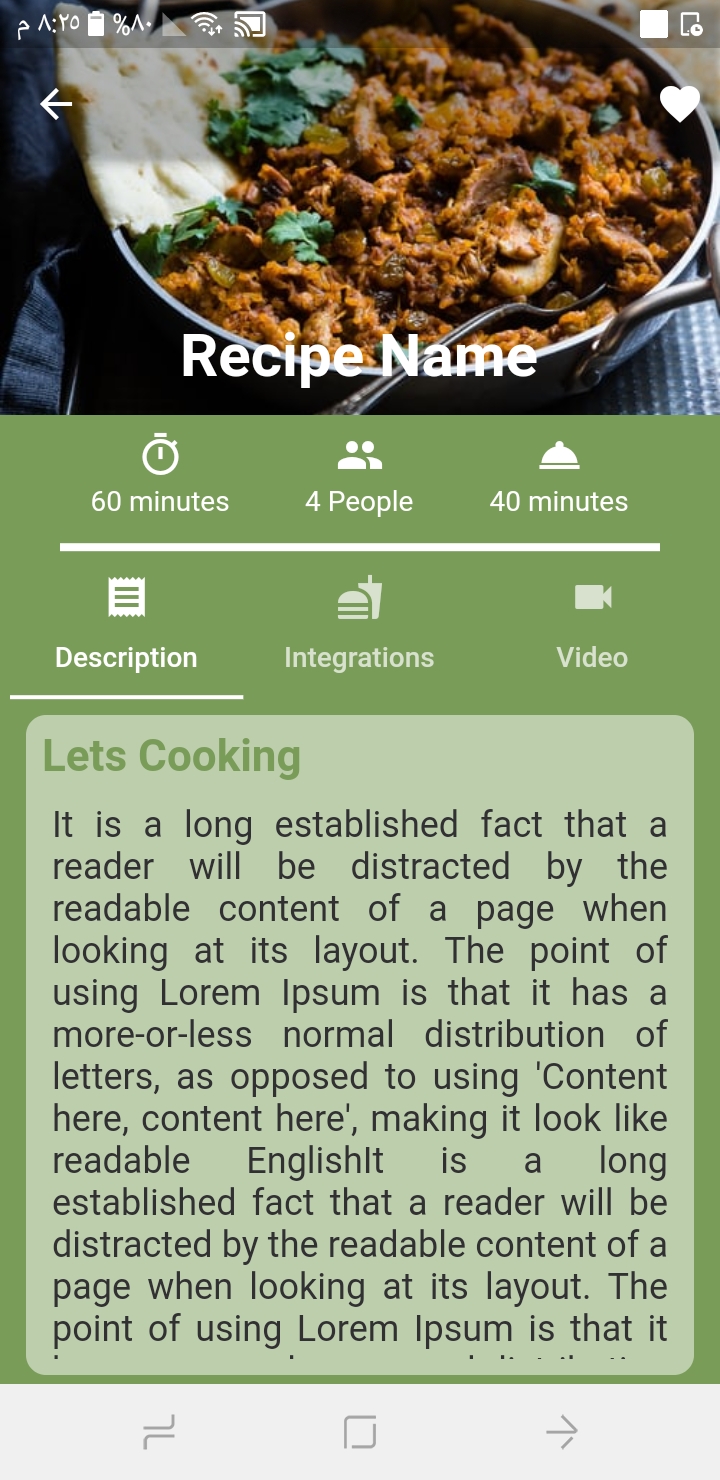 م ٨:٢٥ %٨٠
Recipe Name
60 minutes 4 People 40 minutes
Description Integrations Video
Lets Cooking
It is a long established fact that a
reader will be distracted by the
readable content of a page when
looking at its layout. The point of
using Lorem Ipsum is that it has a
more-or-less normal distribution of
letters, as opposed to using 'Content
here, content here', making it look like
readable EnglishIt is a long
established fact that a reader will be
distracted by the readable content of a
page when looking at its layout. The
point of using Lorem Ipsum is that it